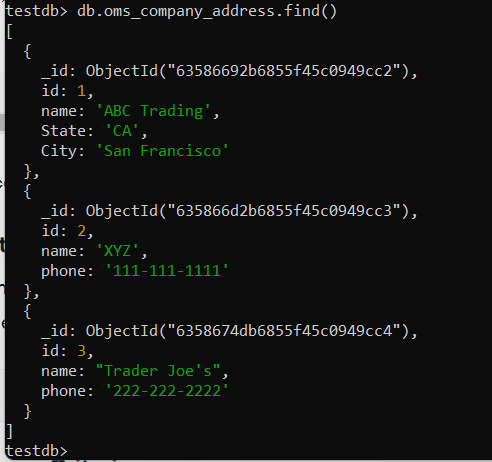 testdb> db.oms_company_address.find()
[
  {
    _id: ObjectId("63586692b6855f45c0949cc2"),
    id: 1,
    name: 'ABC Trading',
    State: 'CA',
    City: 'San Francisco'
  },
  {
    _id: ObjectId("635866d2b6855f45c0949cc3"),
    id: 2,
    name: 'XYZ',
    phone: '111-111-1111'
  },
  {
    _id: ObjectId("6358674db6855f45c0949cc4"),
    id: 3,
    name: "Trader Joe's",
    phone: '222-222-2222'
  }
]
testdb>